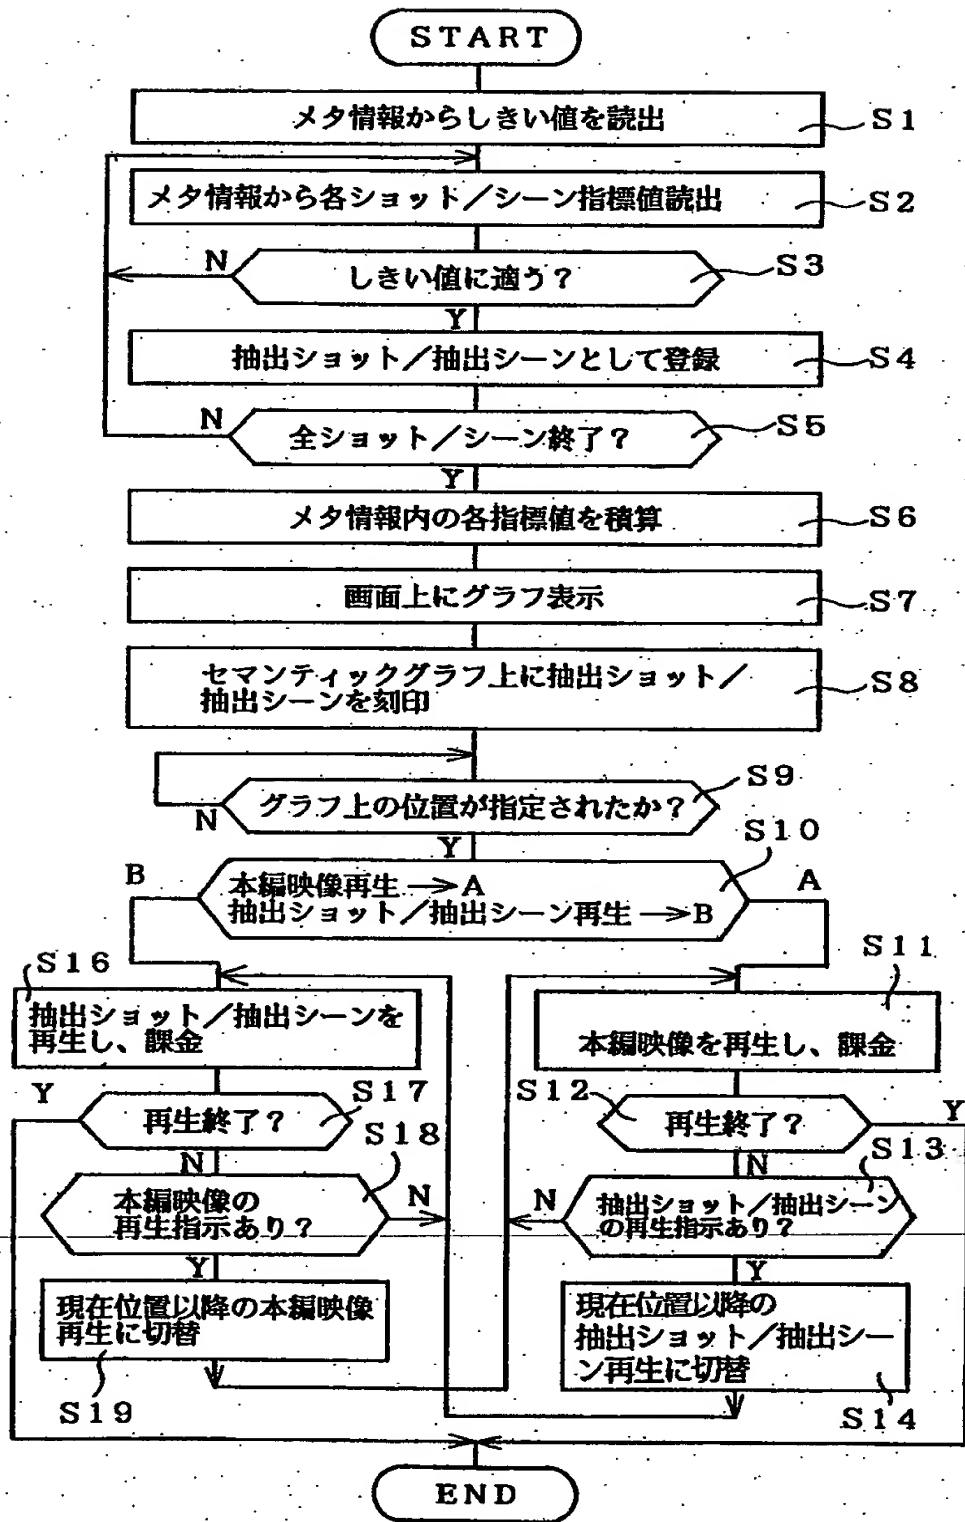 START
メタ情報からしきい値を読出
S1
メタ情報から各ショット／シーン指標値読出
S2
しきい値に適う？
S3
N
Y
抽出ショット／抽出シーンとして登録
S4
全ショット／シーン終了？
S5
N
Y
メタ情報内の各指標値を積算
S6
画面上にグラフ表示
S7
セマンティックグラフ上に抽出ショット／
抽出シーンを刻印
S8
グラフ上の位置が指定されたか？
S9
N
Y
S10
本編映像再生→A
抽出ショット／抽出シーン再生→B
B
A
S16
抽出ショット／抽出シーンを
再生し、課金
S11
本編映像を再生し、課金
再生終了？
S17
Y
N
再生終了？
S12
Y
N
本編映像の
再生指示あり？
S18
N
Y
抽出ショット／抽出シーン
の再生指示あり？
S13
N
Y
現在位置以降の本編映像
再生に切替
S19
現在位置以降の
抽出ショット／抽出シー
ン再生に切替
S14
END